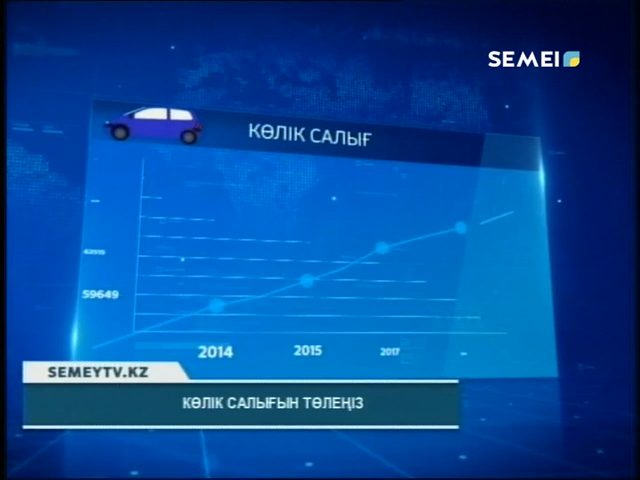 SEMEI
КӨЛІК САЛЫҒ
59649
2014
2015
2017
SEMEYTV.KZ
КӨЛІК САЛЫҒЫН ТӨЛЕҢІЗ